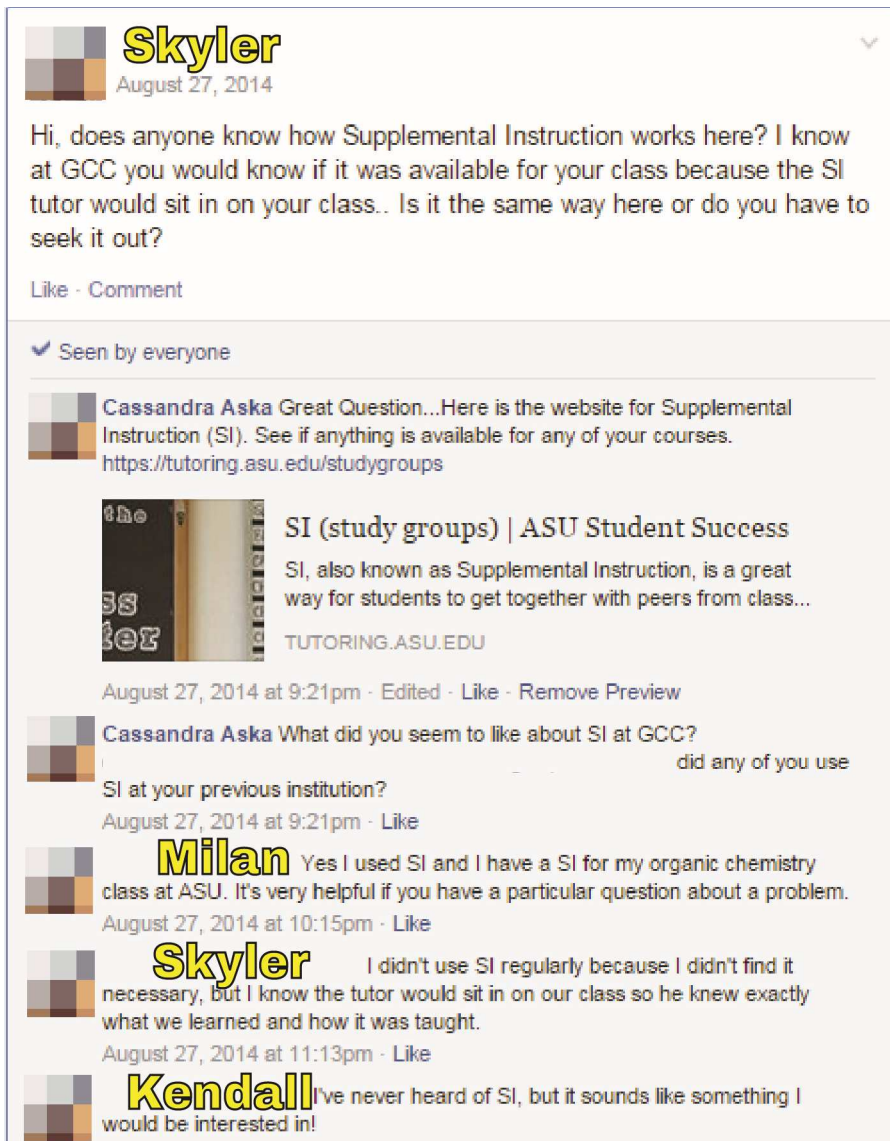 Skyler
August 27, 2014
Hi, does anyone know how Supplemental Instruction works here? I know
at GCC you would know if it was available for your class because the SI
tutor would sit in on your class.. Is it the same way here or do you have to
seek it out?
Like · Comment
Seen by everyone
Cassandra Aska Great Question...Here is the website for Supplemental
Instruction (SI). See if anything is available for any of your courses.
https://tutoring.asu.edu/studygroups
the
ss
ter
SI (study groups) | ASU Student Success
SI, also known as Supplemental Instruction, is a great
way for students to get together with peers from class...
TUTORING.ASU.EDU
August 27, 2014 at 9:21pm · Edited · Like · Remove Preview
Cassandra Aska What did you seem to like about SI at GCC?
did any of you use
SI at your previous institution?
August 27, 2014 at 9:21pm · Like
Milan Yes I used SI and I have a SI for my organic chemistry
class at ASU. It's very helpful if you have a particular question about a problem.
August 27, 2014 at 10:15pm · Like
Skyler I didn't use SI regularly because I didn't find it
necessary, but I know the tutor would sit in on our class so he knew exactly
what we learned and how it was taught.
August 27, 2014 at 11:13pm · Like
Kendall I've never heard of SI, but it sounds like something I
would be interested in!